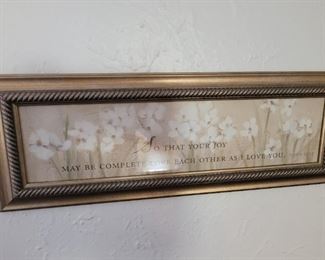 So that your joy
may be complete love each other as I love you.